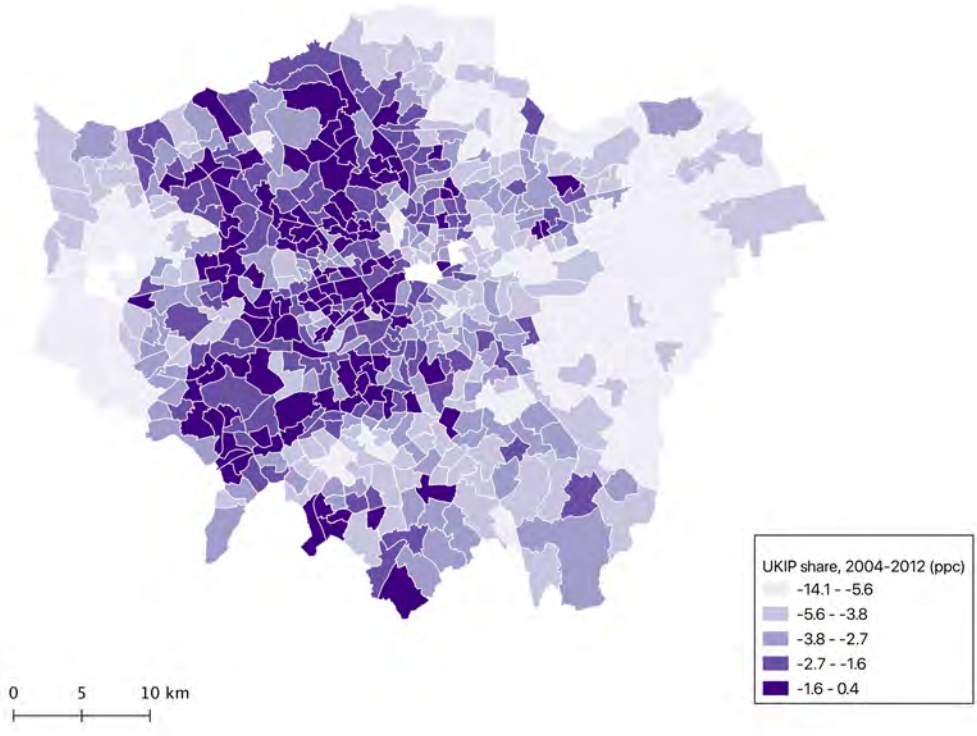 UKIP share, 2004-2012 (ppc)
-14.1 - -5.6
-5.6 - -3.8
-3.8 - -2.7
-2.7 - -1.6
-1.6 - 0.4
0 5 10 km